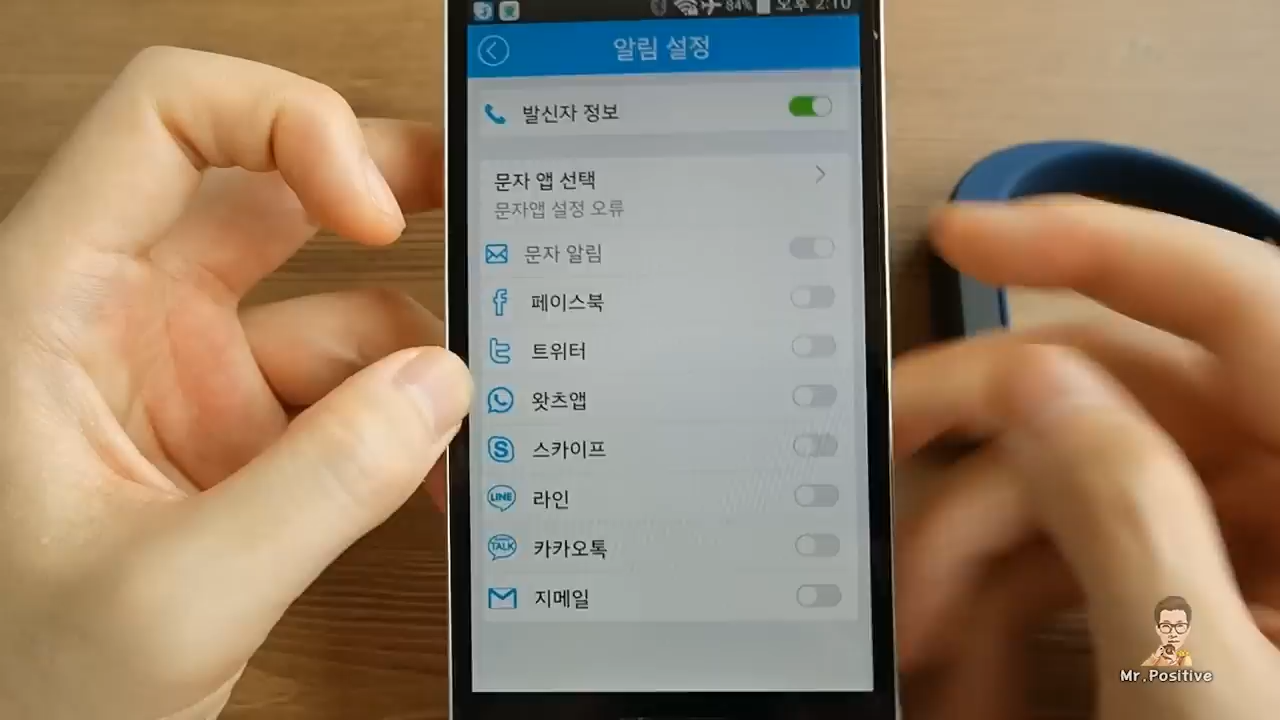 84% 오후 2:10
알림 설정
발신자 정보
문자 앱 선택
문자앱 설정 오류
문자 알림
페이스북
트위터
왓츠앱
스카이프
LINE 라인
TALK 카카오톡
지메일
Mr.Positive